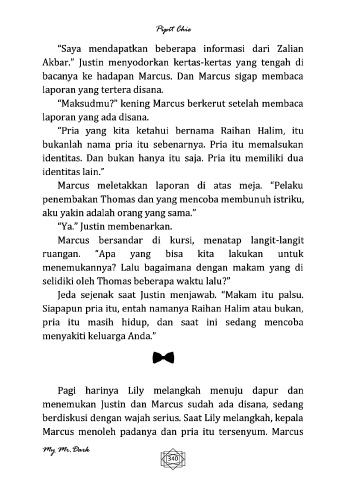 Pipit Chie
"Saya mendapatkan beberapa informasi dari Zalian
Akbar." Justin menyodorkan kertas-kertas yang tengah di
bacanya ke hadapan Marcus. Dan Marcus sigap membaca
laporan yang tertera disana.
"Maksudmu?" kening Marcus berkerut setelah membaca
laporan yang ada disana.
"Pria yang kita ketahui bernama Raihan Halim, itu
bukanlah nama pria itu sebenarnya. Pria itu memalsukan
identitas. Dan bukan hanya itu saja. Pria itu memiliki dua
identitas lain."
Marcus meletakkan laporan di atas meja. "Pelaku
penembakan Thomas dan yang mencoba membunuh istriku,
aku yakin adalah orang yang sama."
"Ya." Justin membenarkan.
Marcus bersandar di kursi, menatap langit-langit
ruangan. "Apa yang bisa kita lakukan untuk
menemukannya? Lalu bagaimana dengan makam yang di
selidiki oleh Thomas beberapa waktu lalu?"
Jeda sejenak saat Justin menjawab. "Makam itu palsu.
Siapapun pria itu, entah namanya Raihan Halim atau bukan,
pria itu masih hidup, dan saat ini sedang mencoba
menyakiti keluarga Anda."
Pagi harinya Lily melangkah menuju dapur dan
menemukan Justin dan Marcus sudah ada disana, sedang
berdiskusi dengan wajah serius. Saat Lily melangkah, kepala
Marcus menoleh padanya dan pria itu tersenyum. Marcus
My Mr. Dark
340